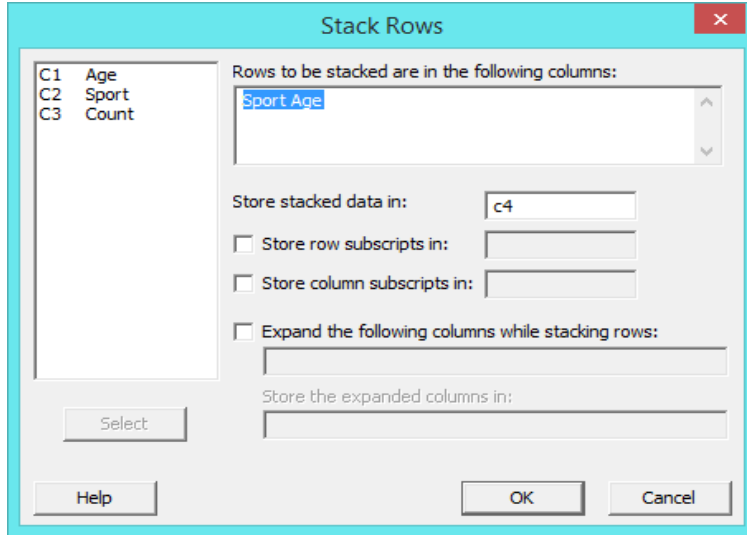 Stack Rows
C1 Age
C2 Sport
C3 Count
Rows to be stacked are in the following columns:
Sport Age
Store stacked data in:
c4
Store row subscripts in:
Store column subscripts in:
Expand the following columns while stacking rows:
Store the expanded columns in:
Select
Help
OK
Cancel